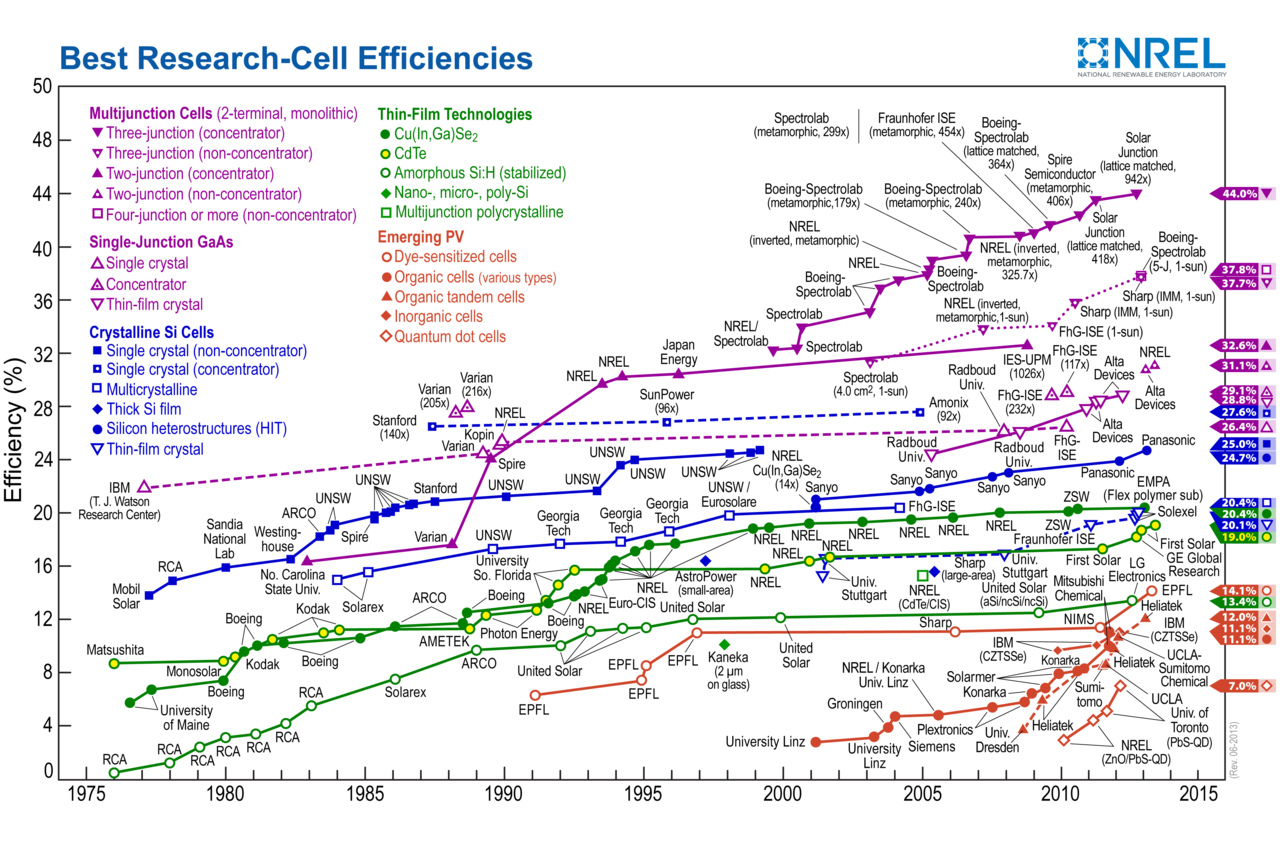 Best Research-Cell Efficiencies
NREL
NATIONAL RENEWABLE ENERGY LABORATORY
Efficiency (%)
50
48
44
40
36
32
28
24
20
16
12
8
4
0
1975
1980
1985
1990
1995
2000
2005
2010
2015
Multijunction Cells (2-terminal, monolithic)
Three-junction (concentrator)
Three-junction (non-concentrator)
Two-junction (concentrator)
Two-junction (non-concentrator)
Four-junction or more (non-concentrator)
Single-Junction GaAs
Single crystal
Concentrator
Thin-film crystal
Crystalline Si Cells
Single crystal (non-concentrator)
Single crystal (concentrator)
Multicrystalline
Thick Si film
Silicon heterostructures (HIT)
Thin-film crystal
Thin-Film Technologies
Cu(In,Ga)Se2
CdTe
Amorphous Si:H (stabilized)
Nano-, micro-, poly-Si
Multijunction polycrystalline
Emerging PV
Dye-sensitized cells
Organic cells (various types)
Organic tandem cells
Inorganic cells
Quantum dot cells
Spectrolab
(metamorphic, 299x)
Fraunhofer ISE
(metamorphic, 454x)
Boeing-
Spectrolab
(lattice matched,
364x)
Solar
Junction
(lattice matched,
942x)
Spire
Semiconductor
(metamorphic,
406x)
Boeing-Spectrolab
(metamorphic,179x)
Boeing-Spectrolab
(metamorphic, 240x)
NREL
(inverted, metamorphic)
NREL
Boeing-
Spectrolab
Boeing-
Spectrolab
NREL (inverted,
metamorphic,
325.7x)
Solar
Junction
(lattice matched,
418x)
Boeing-
Spectrolab
(5-J, 1-sun)
Sharp (IMM, 1-sun)
Sharp (IMM, 1-sun)
NREL (inverted,
metamorphic,1-sun)
NREL/
Spectrolab
Spectrolab
Spectrolab
Japan
Energy
NREL
NREL
Spectrolab
(4.0 cm2, 1-sun)
FhG-ISE (1-sun)
IES-UPM
(1026x)
FhG-ISE
(117x)
NREL
Alta
Devices
Alta
Devices
Alta
Devices
FhG-ISE
(232x)
Radboud
Univ.
Radboud
Univ.
Radboud
Univ.
FhG-
ISE
Varian
(205x)
Varian
(216x)
Stanford
(140x)
SunPower
(96x)
Amonix
(92x)
NREL
Kopin
Varian
Spire
IBM
(T. J. Watson
Research Center)
UNSW
UNSW
UNSW
UNSW
UNSW
UNSW
Stanford
ARCO
Spire
Westing-
house
Sandia
National
Lab
RCA
Mobil
Solar
No. Carolina
State Univ.
Varian
Solarex
UNSW
Georgia
Tech
Georgia
Tech
Georgia
Tech
UNSW /
Eurosolare
NREL
Cu(In,Ga)Se2
(14x)
Sanyo
Sanyo
Sanyo
Sanyo
Sanyo
Panasonic
Panasonic
FhG-ISE
EMPA
(Flex polymer sub)
ZSW
ZSW
Solexel
Fraunhofer ISE
First Solar
GE Global
Research
First Solar
LG
Electronics
NREL
NREL
NREL
NREL
NREL
NREL
NREL
NREL
NREL
NREL
NREL
NREL
Univ.
Stuttgart
Univ.
Stuttgart
Sharp
(large-area)
NREL
(CdTe/CIS)
United Solar
(aSi/ncSi/ncSi)
Mitsubishi
Chemical
AstroPower
(small-area)
University
So. Florida
ARCO
Boeing
Boeing
NREL
Euro-CIS
Photon Energy
AMETEK
Kodak
Boeing
Kodak
Boeing
Matsushita
Monosolar
Boeing
University
of Maine
RCA
RCA
RCA
RCA
RCA
RCA
RCA
Solarex
ARCO
United Solar
United Solar
United
Solar
Kaneka
(2 µm
on glass)
EPFL
EPFL
EPFL
EPFL
EPFL
Sharp
NIMS
IBM
(CZTSSe)
IBM
(CZTSSe)
Heliatek
Heliatek
Heliatek
UCLA-
Sumitomo
Chemical
UCLA
Sumi-
tomo
Konarka
Solarmer
Konarka
NREL / Konarka
Univ. Linz
Groningen
Plextronics
Siemens
University Linz
University
Linz
Univ.
Dresden
Univ. of
Toronto
(PbS-QD)
NREL
(ZnO/PbS-QD)
44.0%
37.8%
37.7%
32.6%
31.1%
29.1%
28.8%
27.6%
26.4%
25.0%
24.7%
20.4%
20.4%
20.1%
19.0%
14.1%
13.4%
12.0%
11.1%
11.1%
7.0%
(Rev. 06-2013)